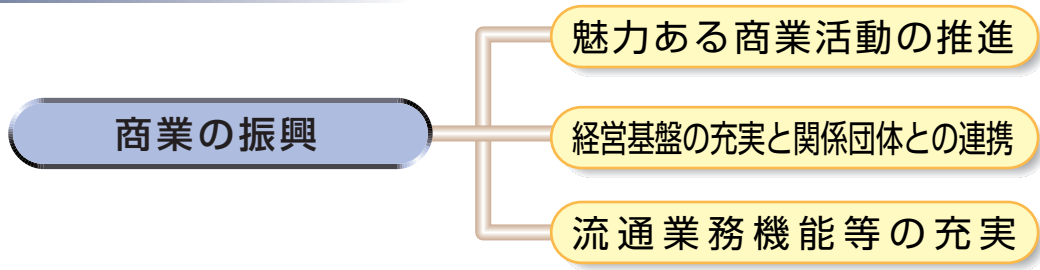 商業の振興
魅力ある商業活動の推進
経営基盤の充実と関係団体との連携
流通業務機能等の充実